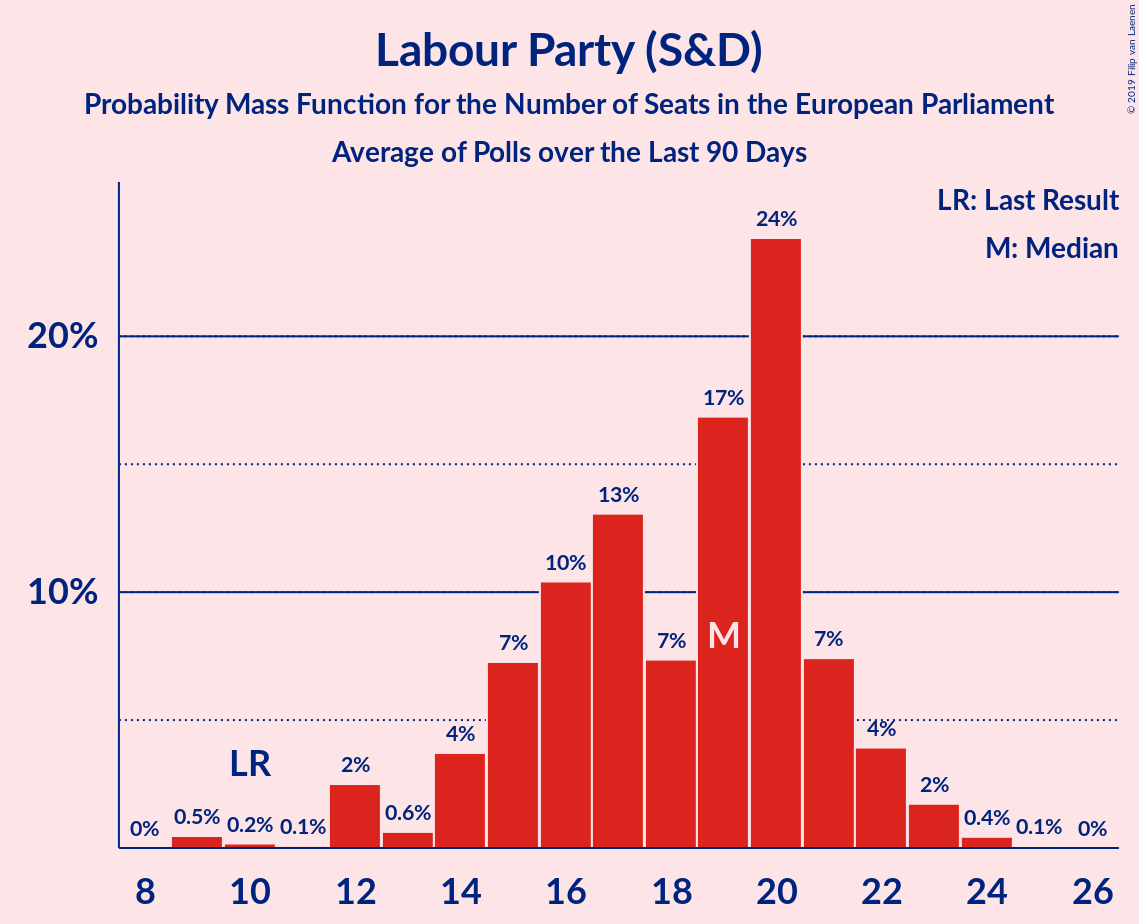 Labour Party (S&D)
Probability Mass Function for the Number of Seats in the European Parliament
Average of Polls over the Last 90 Days
© 2019 Filip van Laenen
LR: Last Result
M: Median
20%
10%
0%
0.5%
0.2%
0.1%
2%
0.6%
4%
7%
10%
13%
7%
17%
24%
7%
4%
2%
0.4%
0.1%
0%
LR
M
8 10 12 14 16 18 20 22 24 26